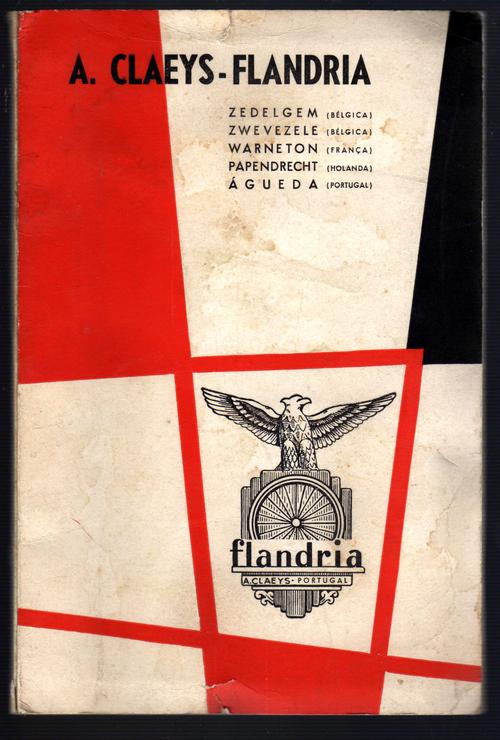 A. CLAEYS-FLANDRIA
ZEDELGEM (BÉLGICA)
ZWEVEZELE (BÉLGICA)
WARNETON (FRANÇA)
PAPENDRECHT (HOLANDA)
ÁGUEDA (PORTUGAL)
flandria
A.CLAEYS-PORTUGAL